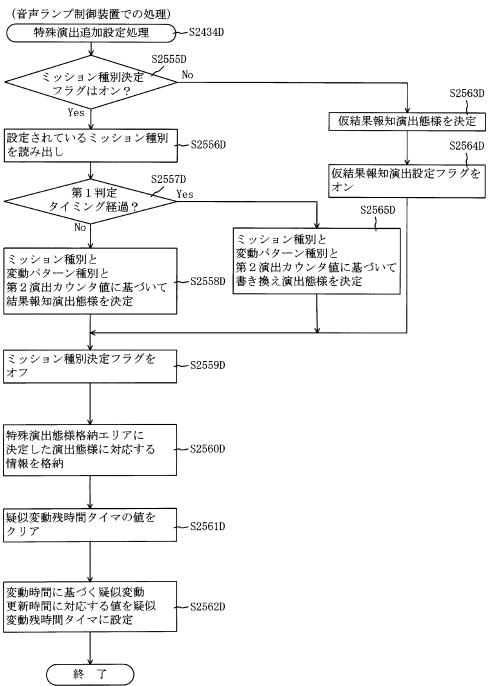 （音声ランプ制御装置での処理）
特殊演出追加設定処理
S2434D
S2555D
ミッション種別決定
フラグはオン？
No
Yes
S2563D
仮結果報知演出態様を決定
設定されているミッション種別
を読み出し
S2556D
S2564D
仮結果報知演出設定フラグを
オン
S2557D
第１判定
タイミング経過？
Yes
No
S2565D
ミッション種別と
変動パターン種別と
第２演出カウンタ値に基づいて
書き換え演出態様を決定
ミッション種別と
変動パターン種別と
第２演出カウンタ値に基づいて
結果報知演出態様を決定
S2558D
ミッション種別決定フラグを
オフ
S2559D
特殊演出態様格納エリアに
決定した演出態様に対応する
情報を格納
S2560D
疑似変動残時間タイマの値を
クリア
S2561D
変動時間に基づく疑似変動
更新時間に対応する値を疑似
変動残時間タイマに設定
S2562D
終 了